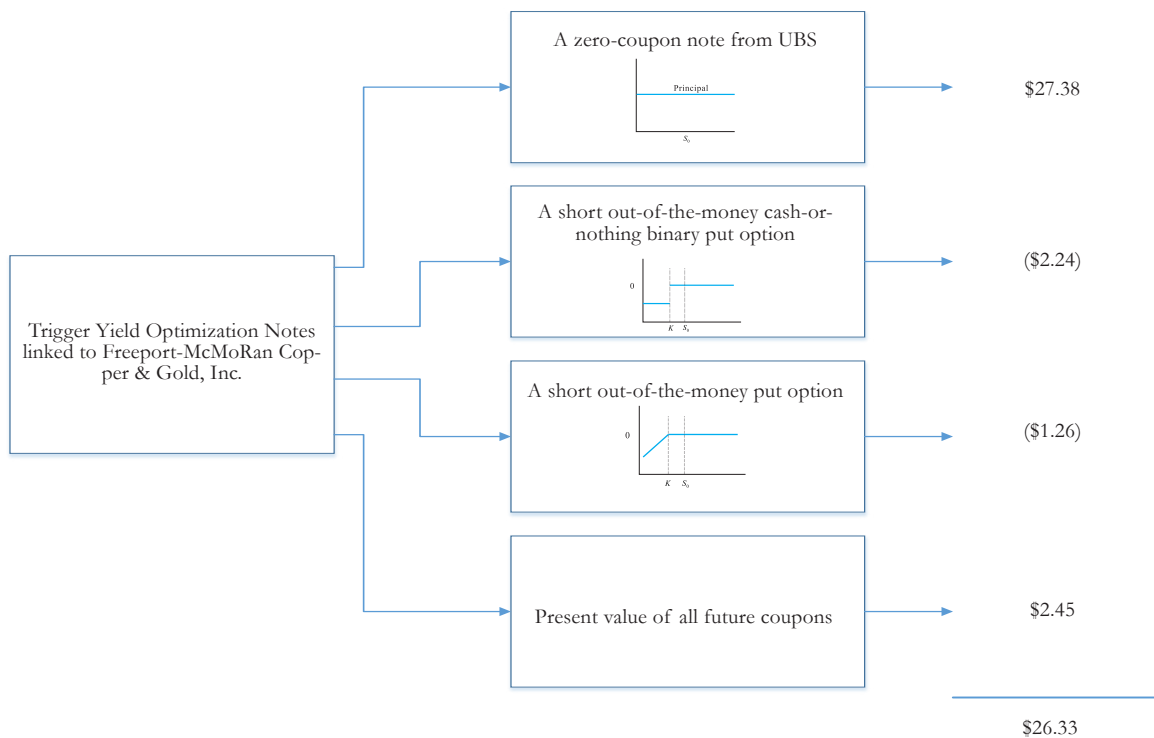 A zero-coupon note from UBS
Principal
S₀
$27.38
A short out-of-the-money cash-or-
nothing binary put option
0
K
S₀
($2.24)
Trigger Yield Optimization Notes
linked to Freeport-McMoRan Cop-
per & Gold, Inc.
A short out-of-the-money put option
0
K
S₀
($1.26)
Present value of all future coupons
$2.45
$26.33